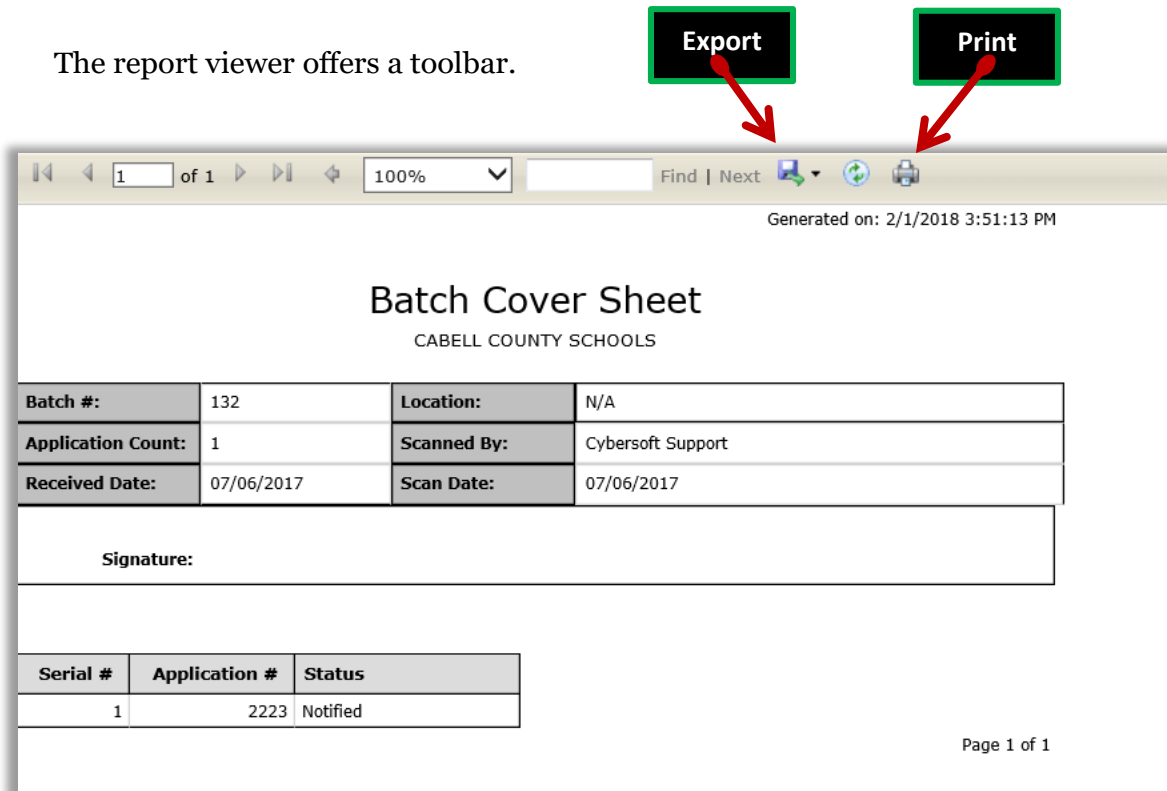 Export
Print
The report viewer offers a toolbar.
1 of 1 100% Find | Next
Generated on: 2/1/2018 3:51:13 PM
Batch Cover Sheet
CABELL COUNTY SCHOOLS
Batch #: 132 Location: N/A
Application Count: 1 Scanned By: Cybersoft Support
Received Date: 07/06/2017 Scan Date: 07/06/2017
Signature:
Serial # Application # Status
1 2223 Notified
Page 1 of 1